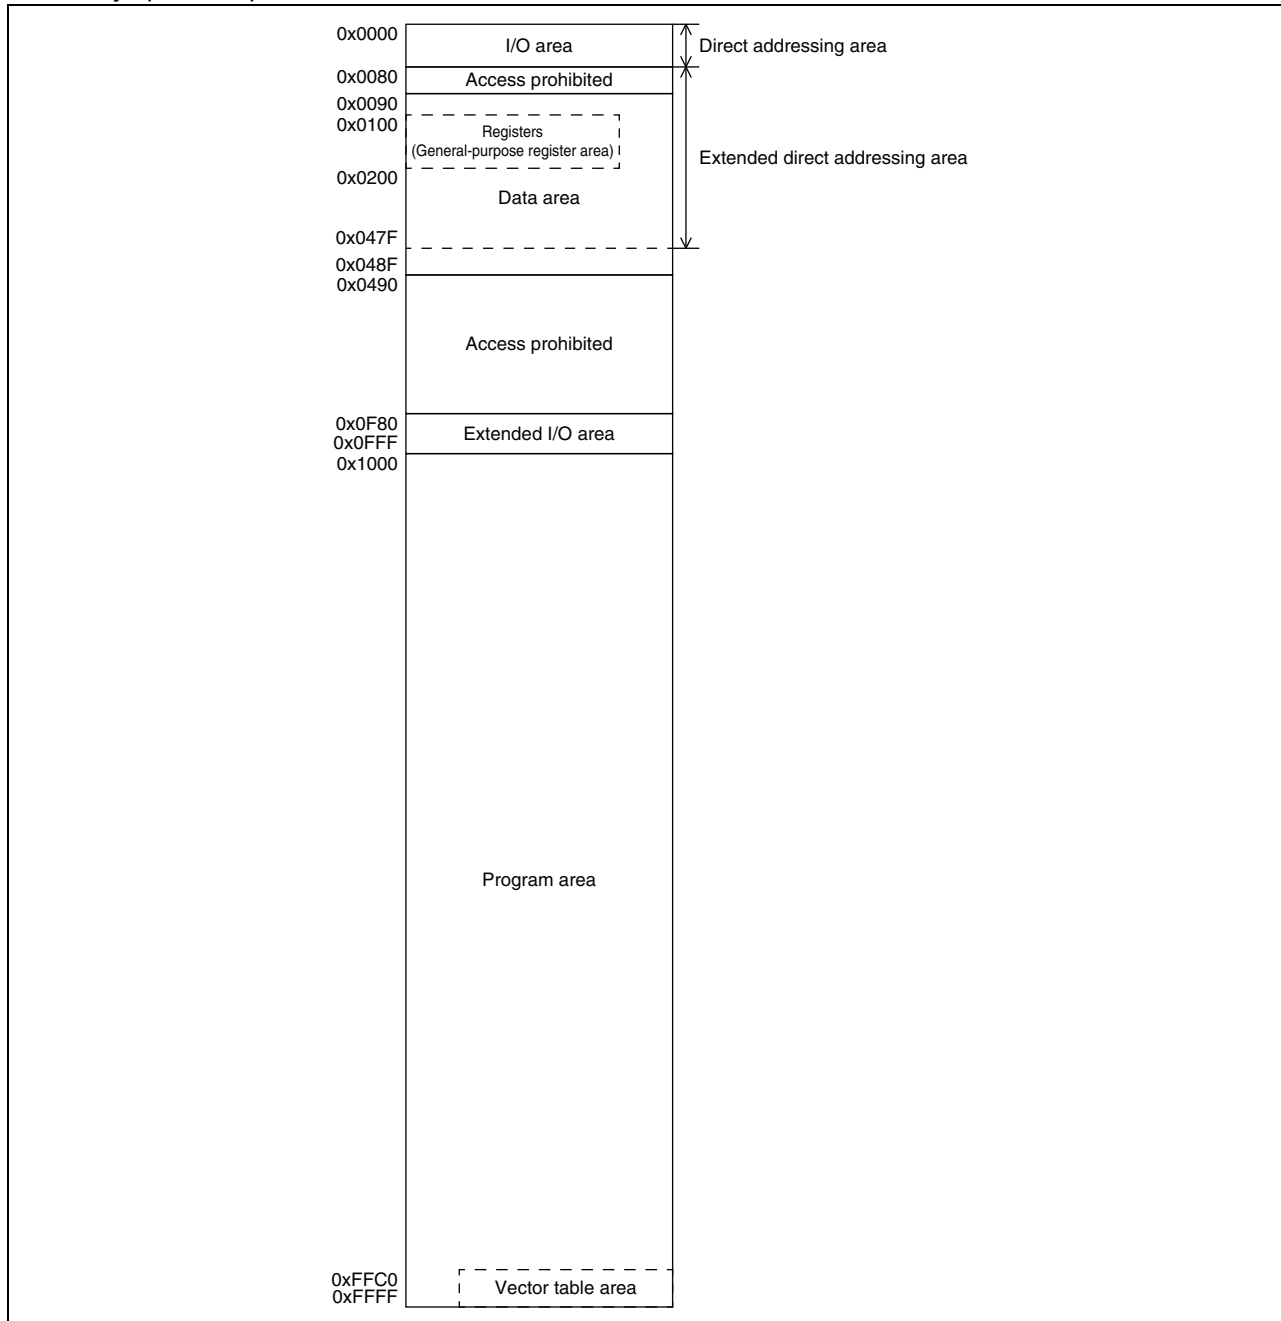 0x0000
I/O area
Direct addressing area
0x0080
Access prohibited
0x0090
0x0100
Registers
(General-purpose register area)
Extended direct addressing area
0x0200
Data area
0x047F
0x048F
0x0490
Access prohibited
0x0F80
Extended I/O area
0x0FFF
0x1000
Program area
0xFFC0
Vector table area
0xFFFF